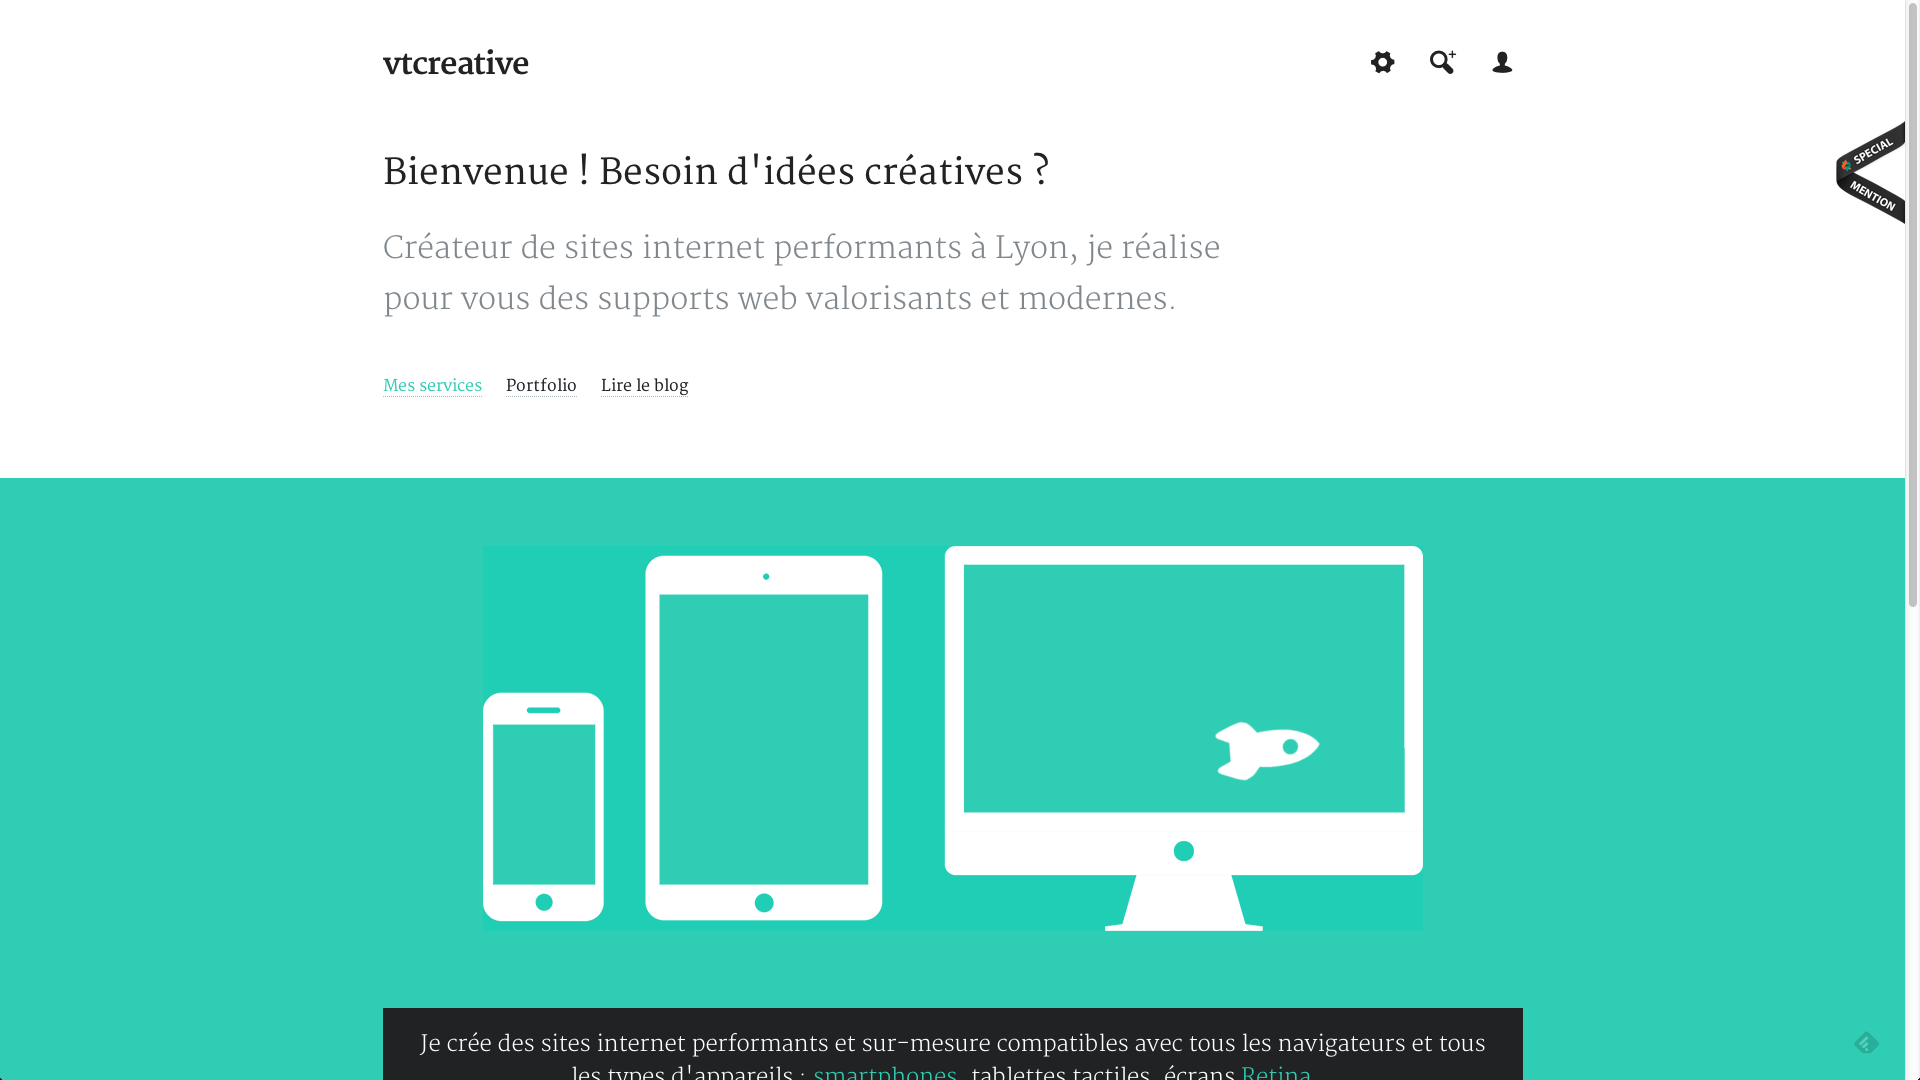 vtcreative
SPECIAL
MENTION
Bienvenue ! Besoin d'idées créatives ?
Créateur de sites internet performants à Lyon, je réalise
pour vous des supports web valorisants et modernes.
Mes services Portfolio Lire le blog
Je crée des sites internet performants et sur-mesure compatibles avec tous les navigateurs et tous
les types d'appareils : smartphones, tablettes tactiles, écrans Retina